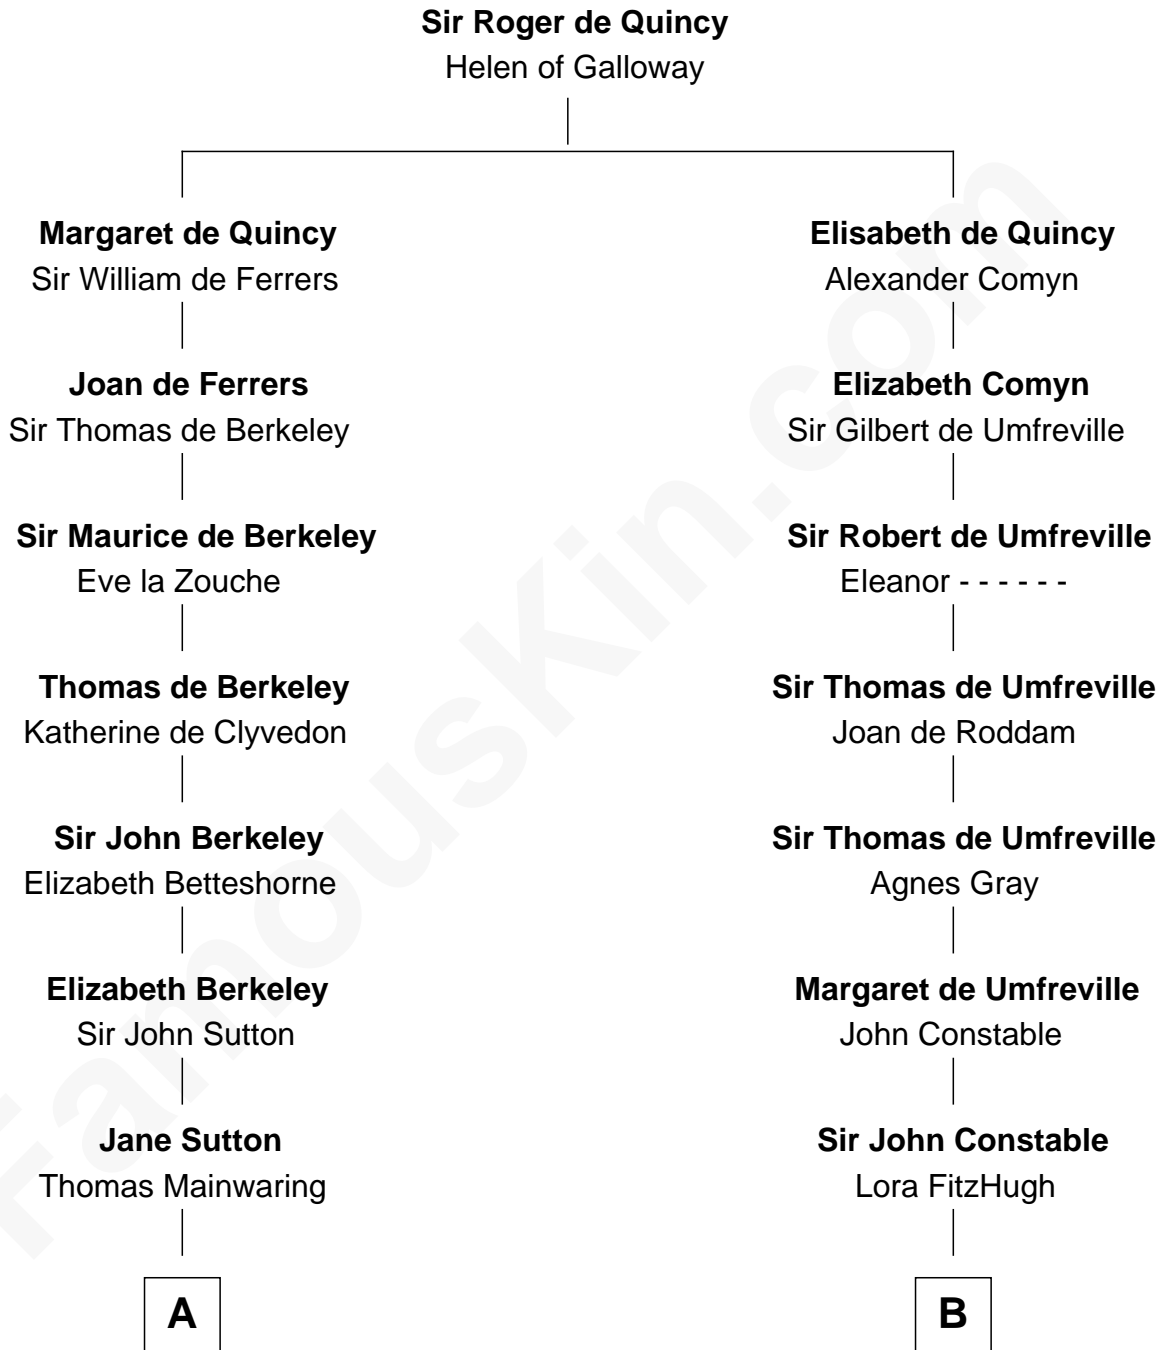 Sir Roger de Quincy
Helen of Galloway
Margaret de Quincy
Sir William de Ferrers
Elisabeth de Quincy
Alexander Comyn
Joan de Ferrers
Sir Thomas de Berkeley
Elizabeth Comyn
Sir Gilbert de Umfreville
Sir Maurice de Berkeley
Eve la Zouche
Sir Robert de Umfreville
Eleanor - - - - - -
Thomas de Berkeley
Katherine de Clyvedon
Sir Thomas de Umfreville
Joan de Roddam
Sir John Berkeley
Elizabeth Betteshorne
Sir Thomas de Umfreville
Agnes Gray
Elizabeth Berkeley
Sir John Sutton
Margaret de Umfreville
John Constable
Jane Sutton
Thomas Mainwaring
Sir John Constable
Lora FitzHugh
A
B
FamousKin.com